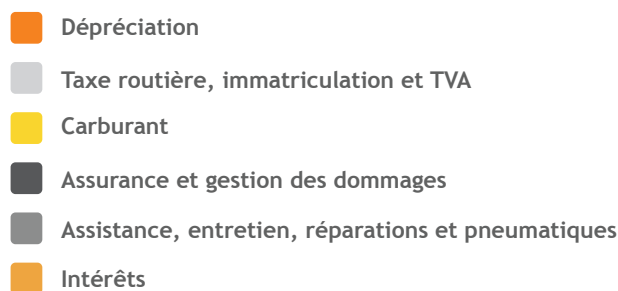 Dépréciation
Taxe routière, immatriculation et TVA
Carburant
Assurance et gestion des dommages
Assistance, entretien, réparations et pneumatiques
Intérêts